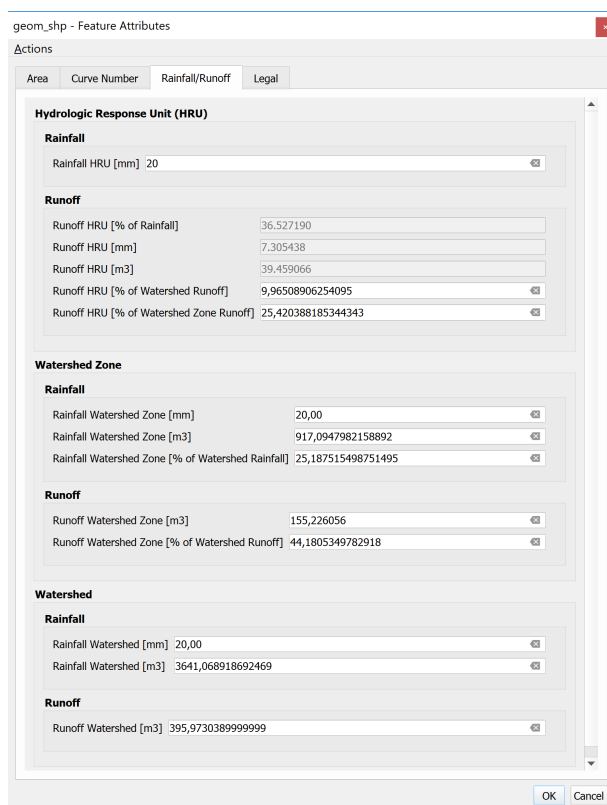 geom_shp - Feature Attributes
Actions
Area Curve Number Rainfall/Runoff Legal
Hydrologic Response Unit (HRU)
Rainfall
Rainfall HRU [mm] 20
Runoff
Runoff HRU [% of Rainfall] 36.527190
Runoff HRU [mm] 7.305438
Runoff HRU [m3] 39.459066
Runoff HRU [% of Watershed Runoff] 9,96508906254095
Runoff HRU [% of Watershed Zone Runoff] 25,420388185344343
Watershed Zone
Rainfall
Rainfall Watershed Zone [mm] 20,00
Rainfall Watershed Zone [m3] 917,0947982158892
Rainfall Watershed Zone [% of Watershed Rainfall] 25,187515498751495
Runoff
Runoff Watershed Zone [m3] 155,226056
Runoff Watershed Zone [% of Watershed Runoff] 44,1805349782918
Watershed
Rainfall
Rainfall Watershed [mm] 20,00
Rainfall Watershed [m3] 3641,068918692469
Runoff
Runoff Watershed [m3] 395,9730389999999
OK Cancel